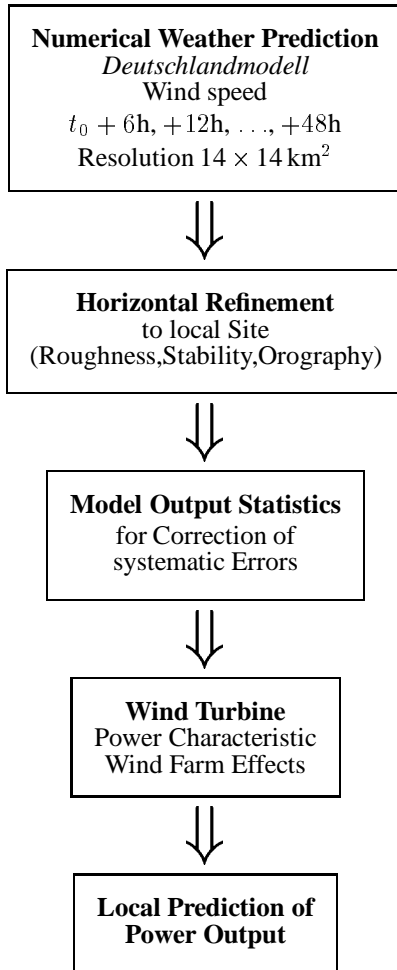 Numerical Weather Prediction
Deutschlandmodell
Wind speed
t₀ + 6h, +12h, ..., +48h
Resolution 14 × 14 km²
Horizontal Refinement
to local Site
(Roughness,Stability,Orography)
Model Output Statistics
for Correction of
systematic Errors
Wind Turbine
Power Characteristic
Wind Farm Effects
Local Prediction of
Power Output